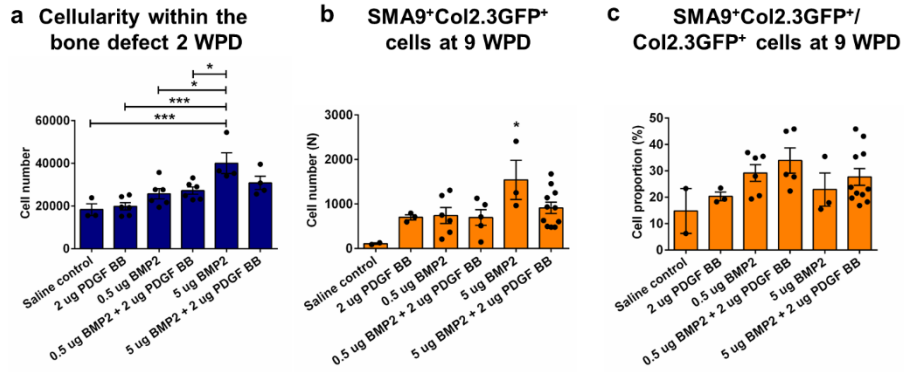 a Cellularity within the
bone defect 2 WPD
*
*
***
***
Cell number
60000
40000
20000
0
Saline control
2 ug PDGF BB
0.5 ug BMP2
0.5 ug BMP2 + 2 ug PDGF BB
5 ug BMP2
5 ug BMP2 + 2 ug PDGF BB
b SMA9⁺Col2.3GFP⁺
cells at 9 WPD
*
Cell number (N)
3000
2000
1000
0
Saline control
2 ug PDGF BB
0.5 ug BMP2
0.5 ug BMP2 + 2 ug PDGF BB
5 ug BMP2
5 ug BMP2 + 2 ug PDGF BB
c SMA9⁺Col2.3GFP⁺/
Col2.3GFP⁺ cells at 9 WPD
Cell proportion (%)
50
40
30
20
10
0
Saline control
2 ug PDGF BB
0.5 ug BMP2
0.5 ug BMP2 + 2 ug PDGF BB
5 ug BMP2
5 ug BMP2 + 2 ug PDGF BB